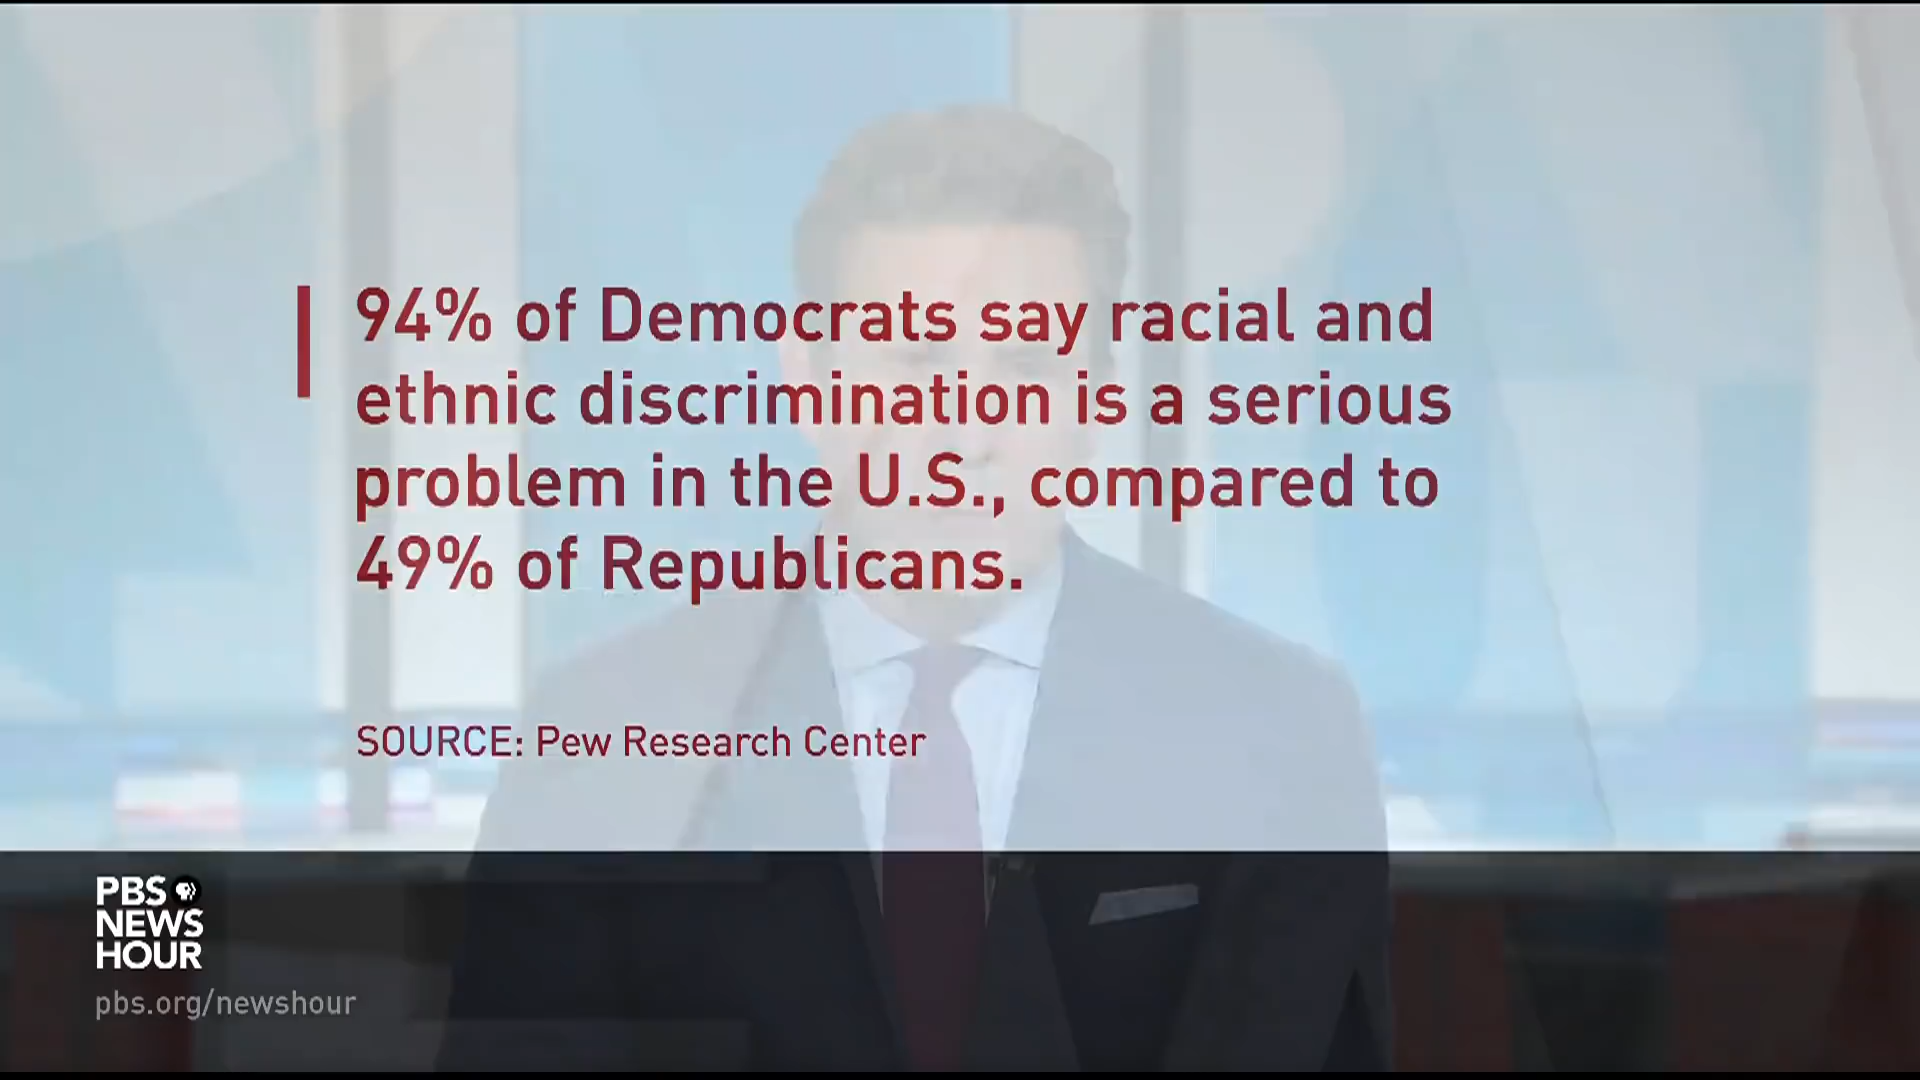 94% of Democrats say racial and
ethnic discrimination is a serious
problem in the U.S., compared to
49% of Republicans.
SOURCE: Pew Research Center
PBS
NEWS
HOUR
pbs.org/newshour